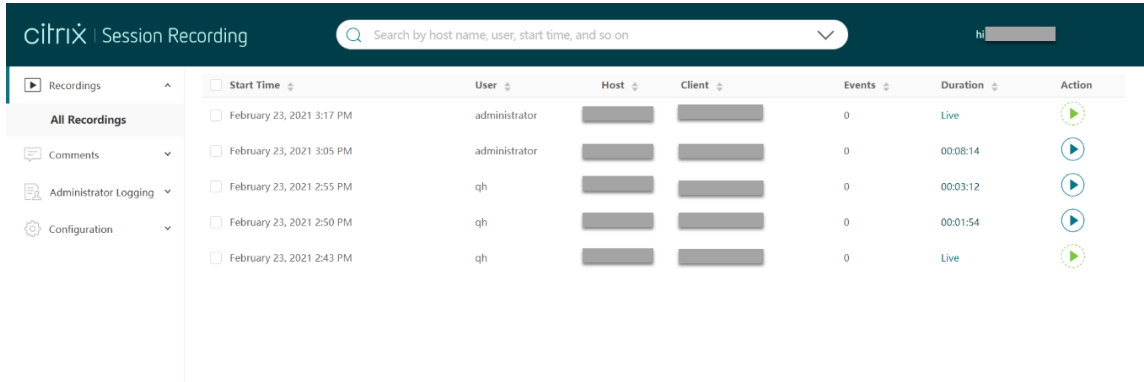 citrix | Session Recording
Search by host name, user, start time, and so on
hi
Recordings
All Recordings
Comments
Administrator Logging
Configuration
Start Time User Host Client Events Duration Action
February 23, 2021 3:17 PM administrator 0 Live
February 23, 2021 3:05 PM administrator 0 00:08:14
February 23, 2021 2:55 PM qh 0 00:03:12
February 23, 2021 2:50 PM qh 0 00:01:54
February 23, 2021 2:43 PM qh 0 Live